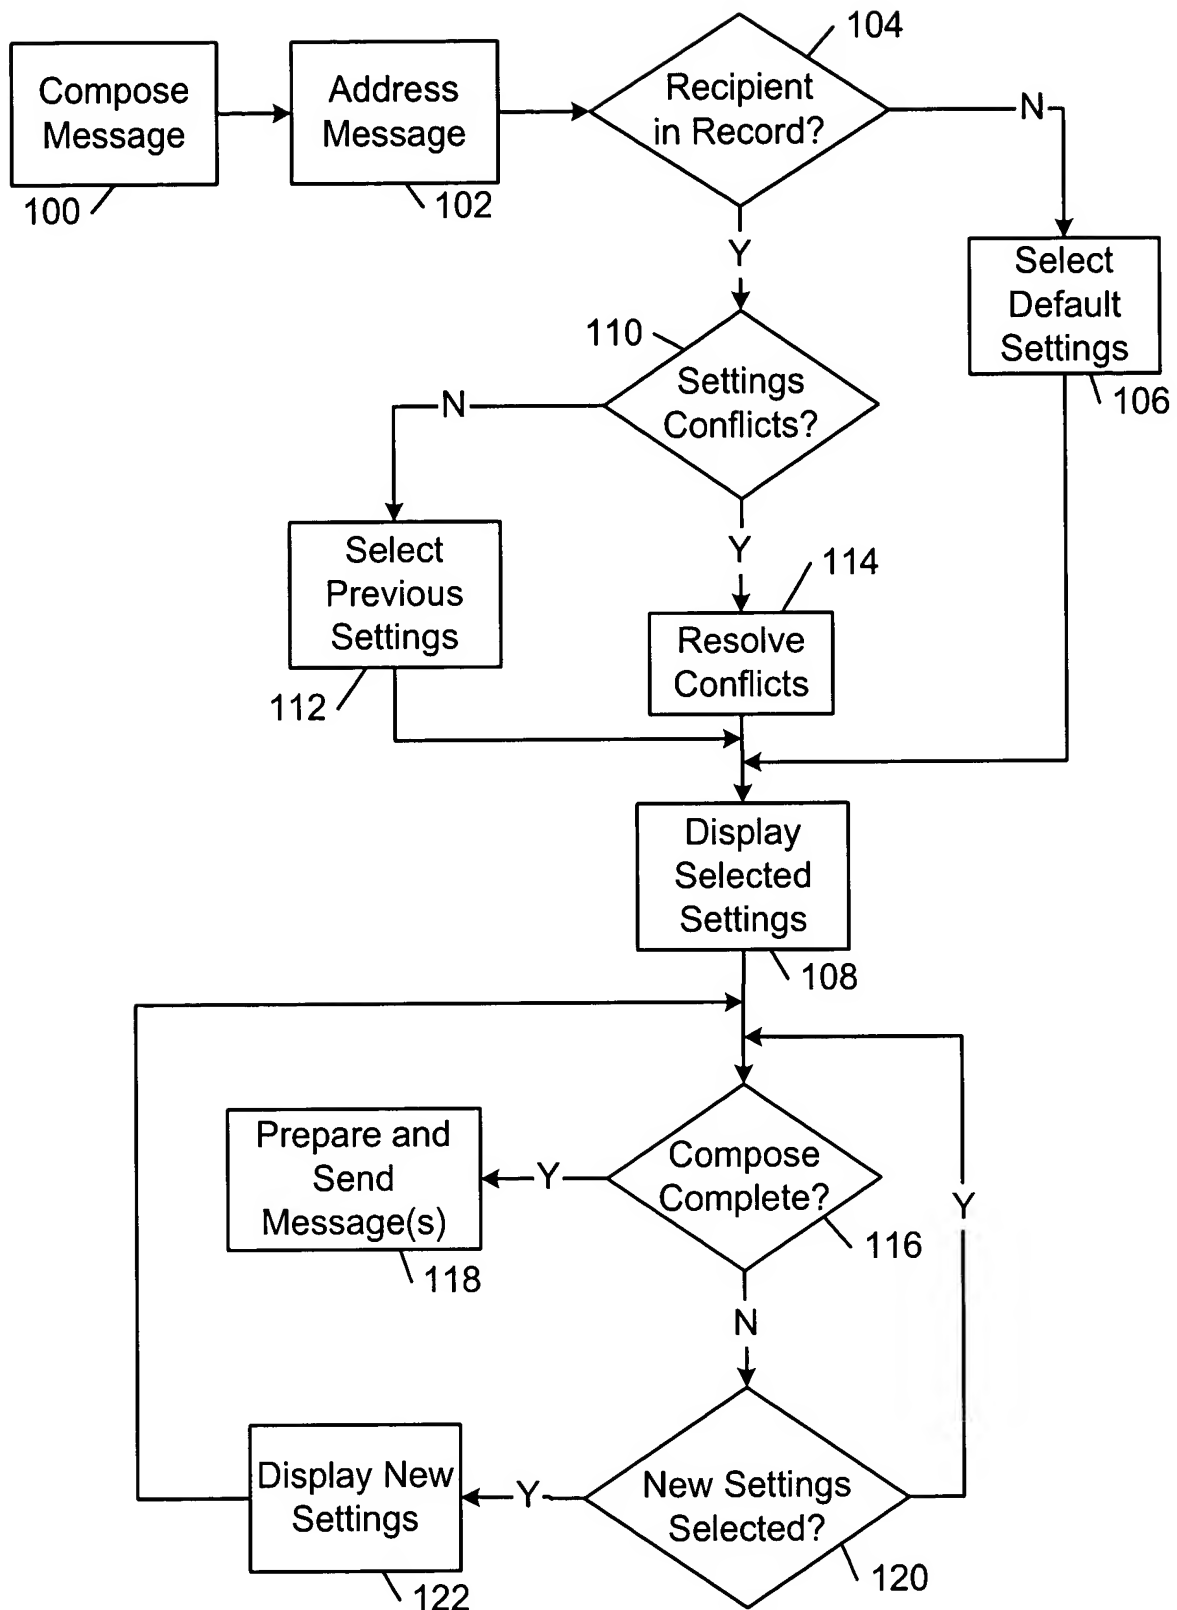 Compose
Message
100
Address
Message
102
Recipient
in Record?
104
N
Y
Select
Default
Settings
106
110
Settings
Conflicts?
N
Y
Select
Previous
Settings
112
114
Resolve
Conflicts
Display
Selected
Settings
108
Prepare and
Send
Message(s)
118
Y
Compose
Complete?
116
Y
N
Display New
Settings
122
Y
New Settings
Selected?
120